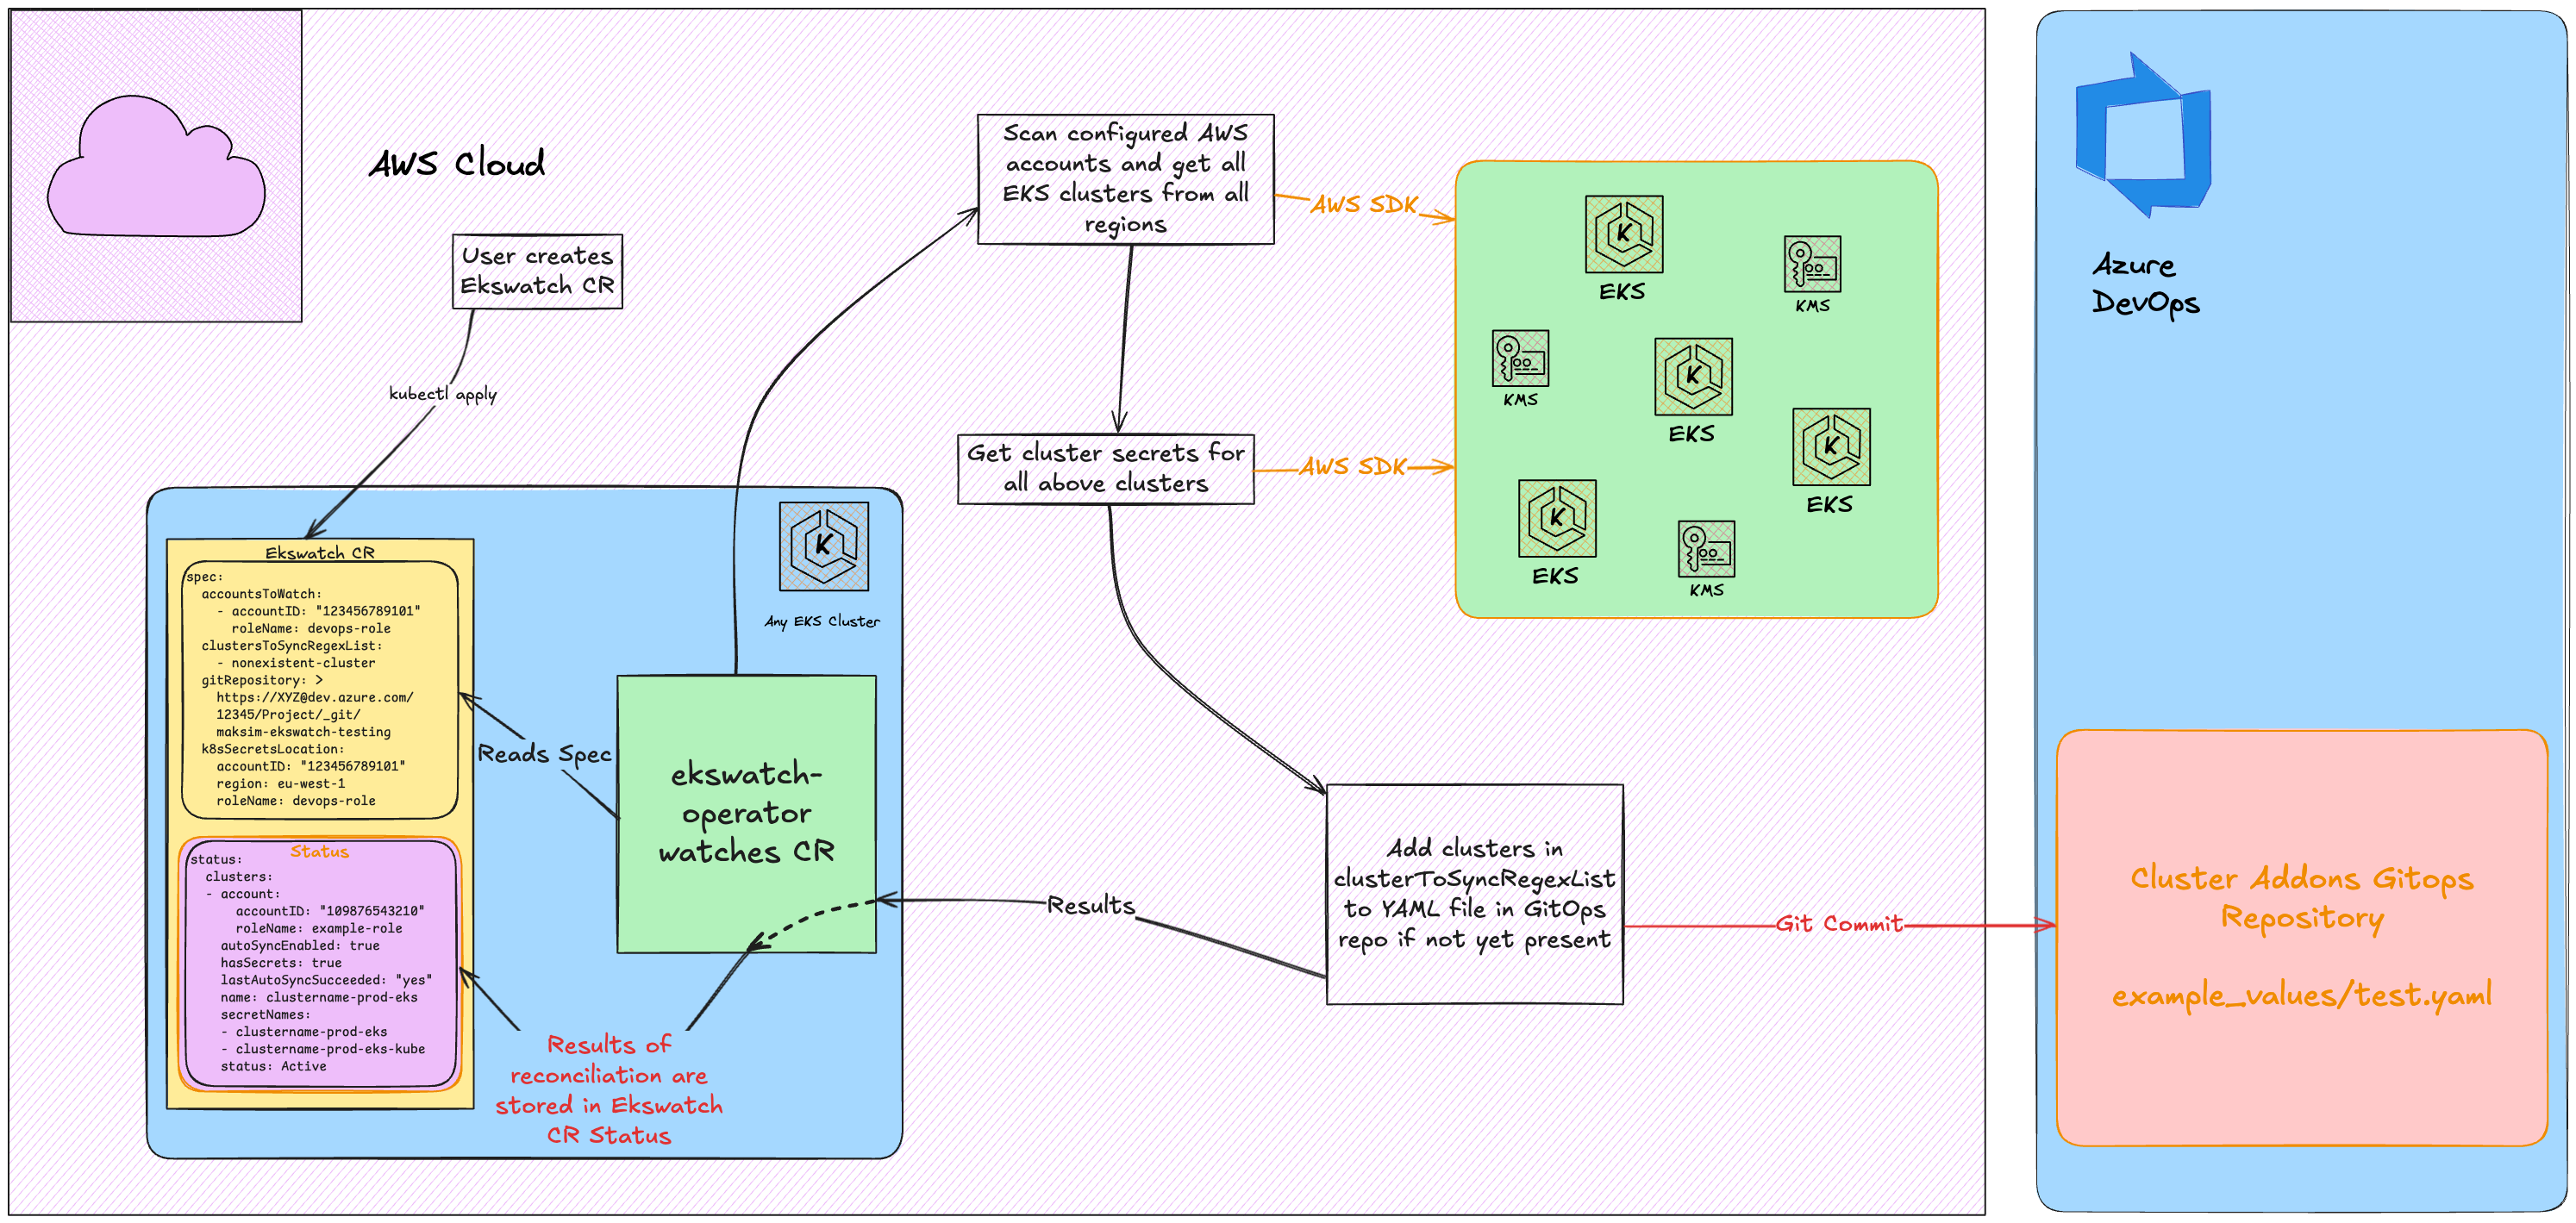 AWS Cloud
User creates
Ekswatch CR
kubectl apply
Ekswatch CR
spec:
accountsToWatch:
- accountID: "123456789101"
roleName: devops-role
clustersToSyncRegexList:
- nonexistent-cluster
gitRepository: >
https://XYZ@dev.azure.com/
12345/Project/_git/
maksim-ekswatch-testing
k8sSecretsLocation:
accountID: "123456789101"
region: eu-west-1
roleName: devops-role
Status
status:
clusters:
- account:
accountID: "109876543210"
roleName: example-role
autoSyncEnabled: true
hasSecrets: true
lastAutoSyncSucceeded: "yes"
name: clustername-prod-eks
secretNames:
- clustername-prod-eks
- clustername-prod-eks-kube
status: Active
K
Any EKS Cluster
Reads Spec
ekswatch-
operator
watches CR
Results of
reconciliation are
stored in Ekswatch
CR Status
Scan configured AWS
accounts and get all
EKS clusters from all
regions
AWS SDK
Get cluster secrets for
all above clusters
AWS SDK
K
EKS
KMS
KMS
K
EKS
K
EKS
K
EKS
KMS
Add clusters in
clusterToSyncRegexList
to YAML file in GitOps
repo if not yet present
Results
Git Commit
Azure
DevOps
Cluster Addons Gitops
Repository
example_values/test.yaml